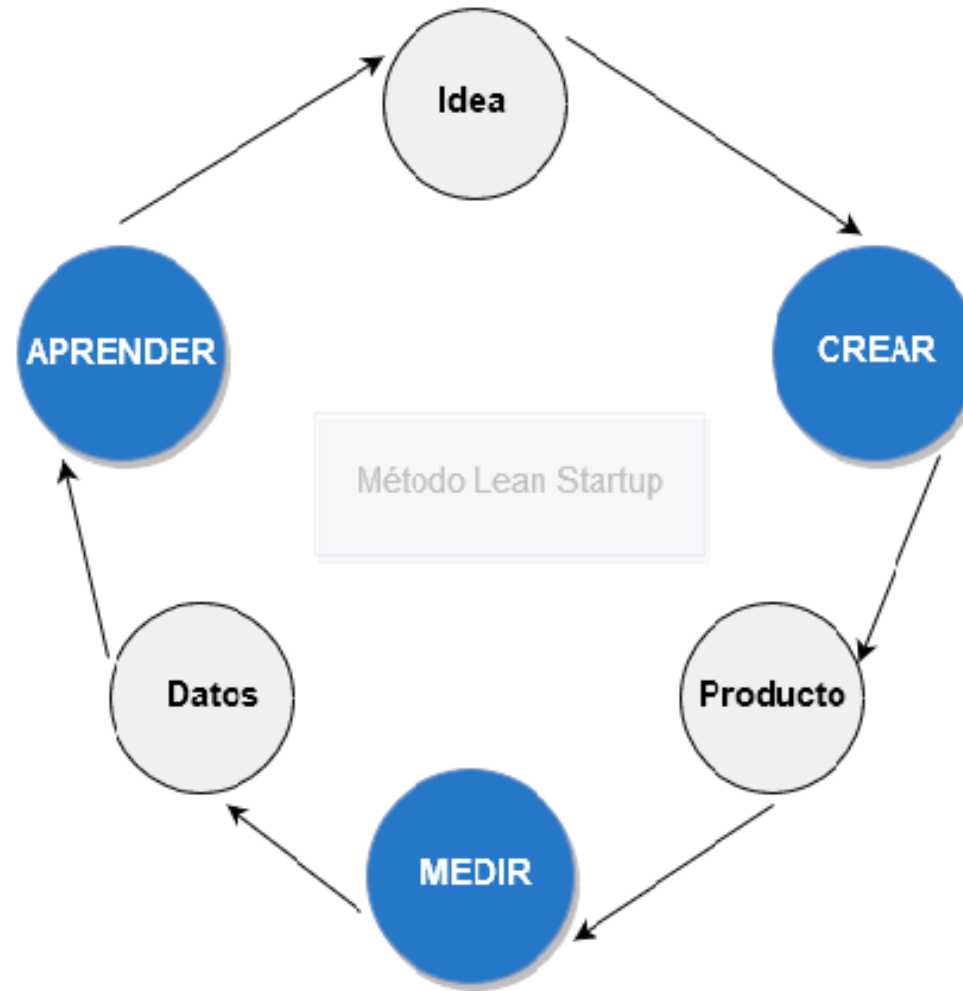 Idea
APRENDER
CREAR
Método Lean Startup
Datos
Producto
MEDIR